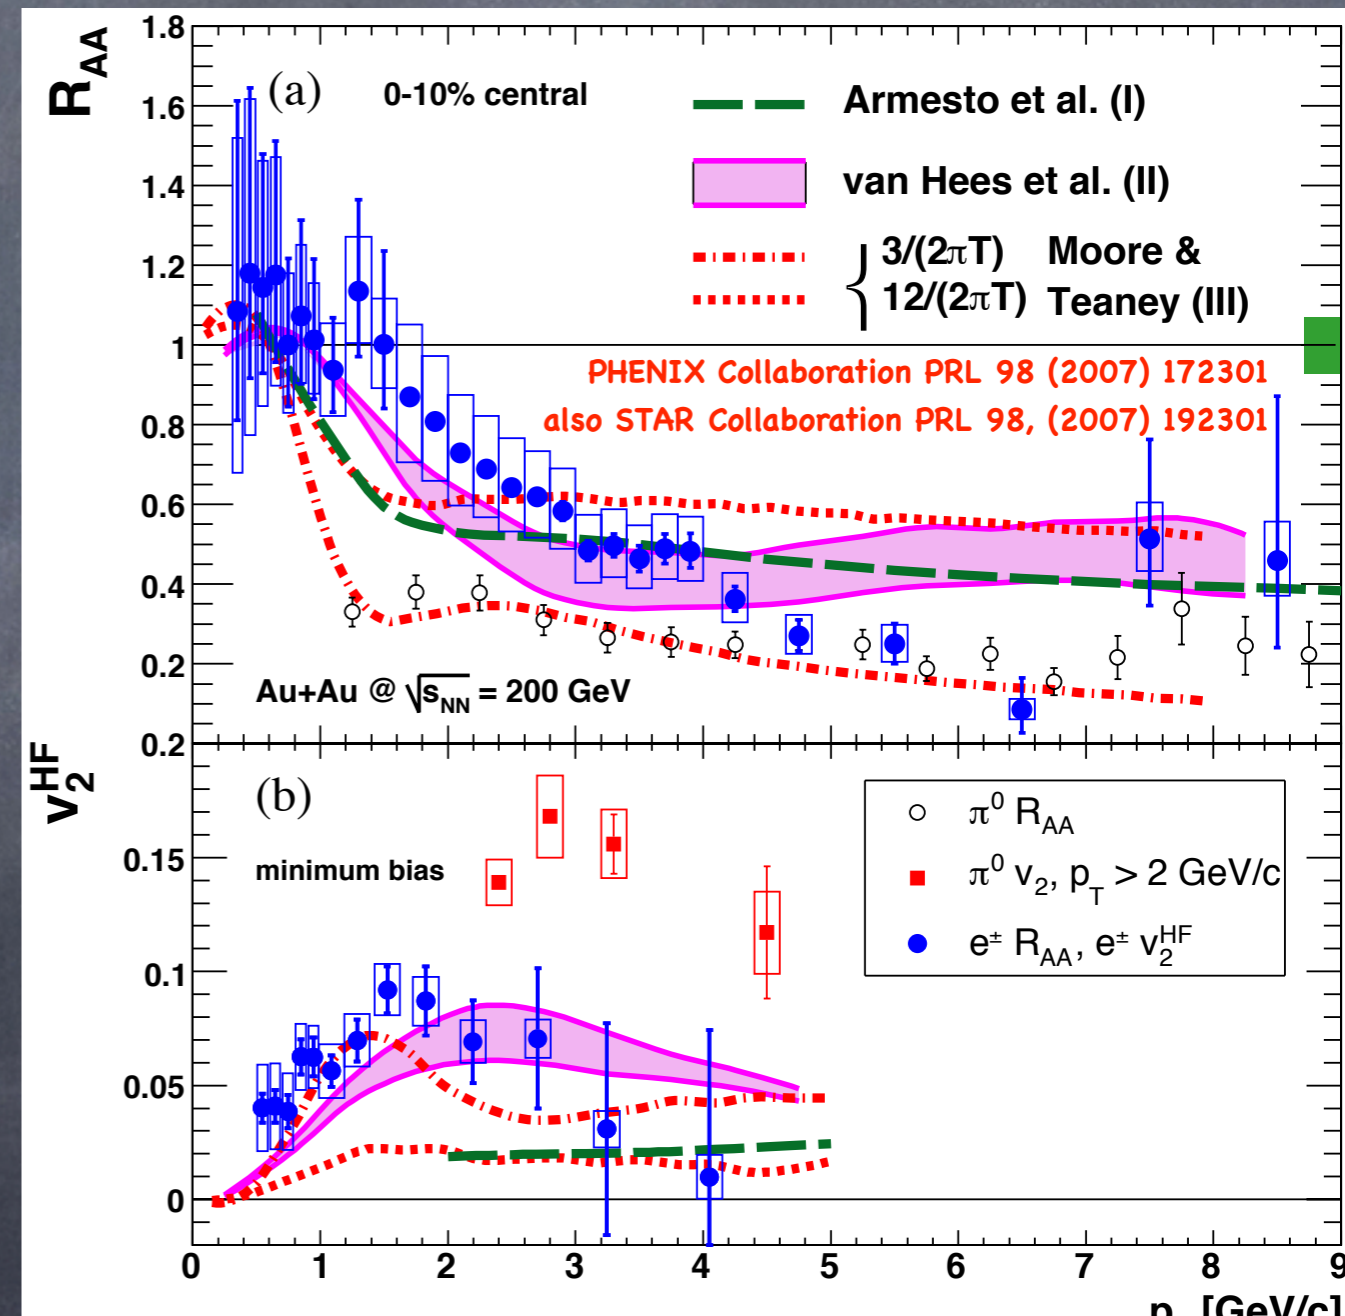 R_AA
1.8
1.6
1.4
1.2
1
0.8
0.6
0.4
0.2
(a)
0-10% central
Armesto et al. (I)
van Hees et al. (II)
3/(2πT) Moore &
12/(2πT) Teaney (III)
PHENIX Collaboration PRL 98 (2007) 172301
also STAR Collaboration PRL 98, (2007) 192301
Au+Au @ √s_NN = 200 GeV
v_2^HF
0.2
0.15
0.1
0.05
0
(b)
minimum bias
π⁰ R_AA
π⁰ v_2, p_T > 2 GeV/c
e^± R_AA, e^± v_2^HF
0 1 2 3 4 5 6 7 8 9
p [GeV/c]